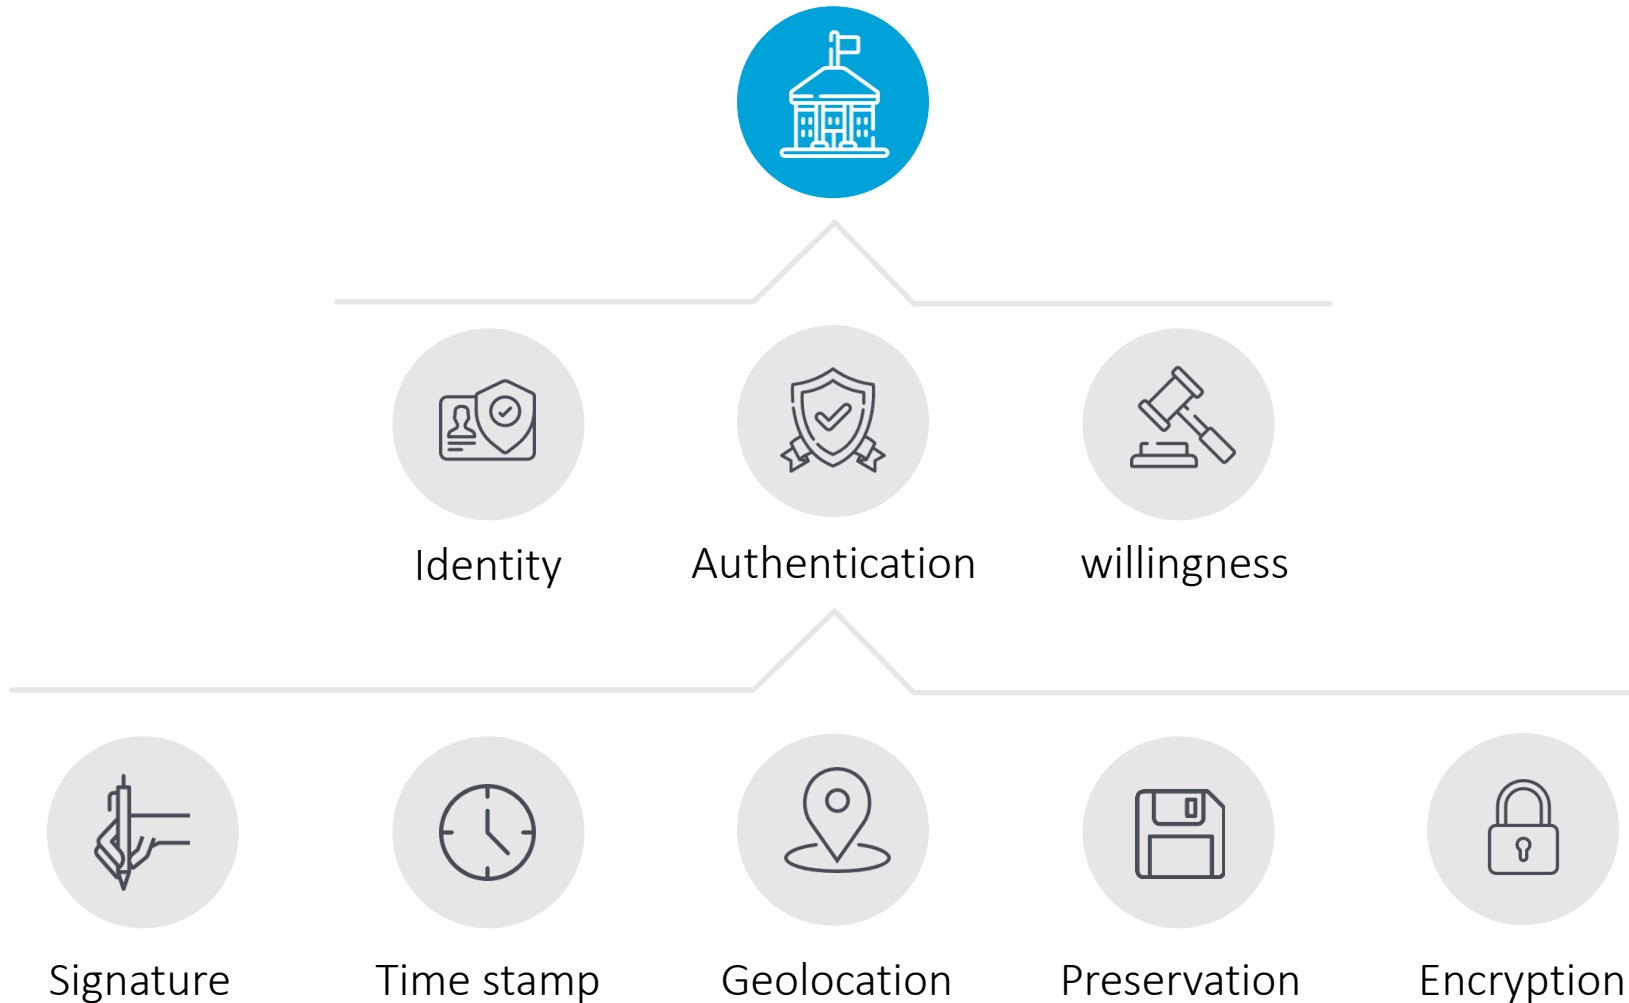 Identity
Authentication
willingness
Signature
Time stamp
Geolocation
Preservation
Encryption